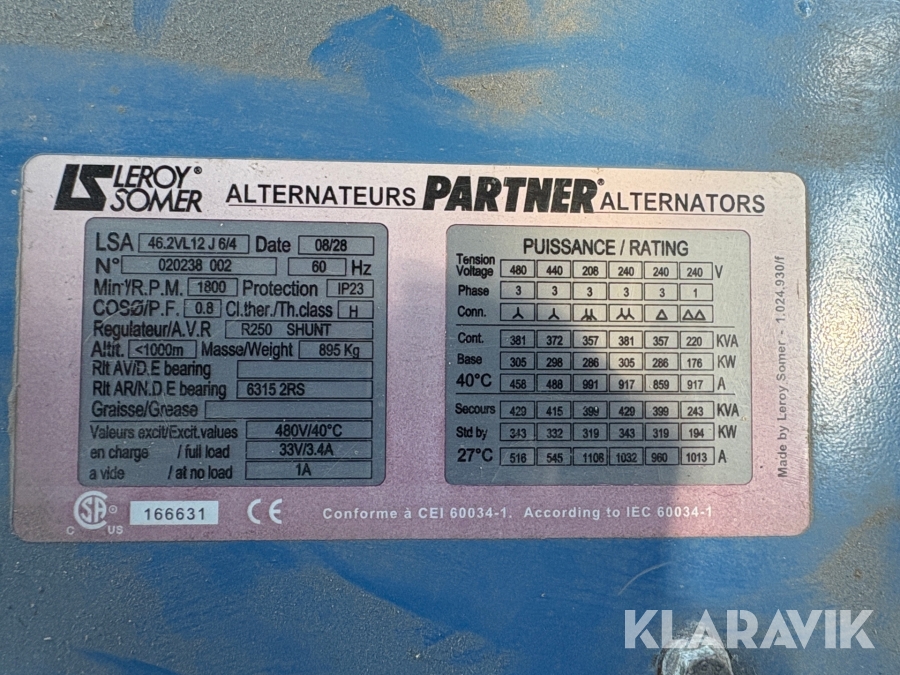 LS LEROY® SOMER ALTERNATEURS PARTNER® ALTERNATORS
LSA 46.2VL12 J 6/4 Date 08/28
N° 020238 002 60 Hz
Min-¹/R.P.M. 1800 Protection IP23
COSØ/P.F. 0.8 Cl.ther./Th.class H
Regulateur/A.V.R R250 SHUNT
Altit. <1000m Masse/Weight 895 Kg
Rlt AV/D.E bearing
Rlt AR/N.D.E bearing 6315 2RS
Graisse/Grease
Valeurs excit/Excit.values 480V/40°C
en charge / full load 33V/3.4A
a vide / at no load 1A
PUISSANCE / RATING
Tension
Voltage 480 440 208 240 240 240 V
Phase 3 3 3 3 3 1
Conn.
Cont. 381 372 357 381 357 220 KVA
Base 305 298 286 305 286 176 KW
40°C 458 488 991 917 859 917 A
Secours 429 415 399 429 399 243 KVA
Std by 343 332 319 343 319 194 KW
27°C 516 545 1106 1032 960 1013 A
Made by Leroy Somer - 1.024.930/f
C SA® US 166631 CE Conforme à CEI 60034-1. According to IEC 60034-1
KLARAVIK